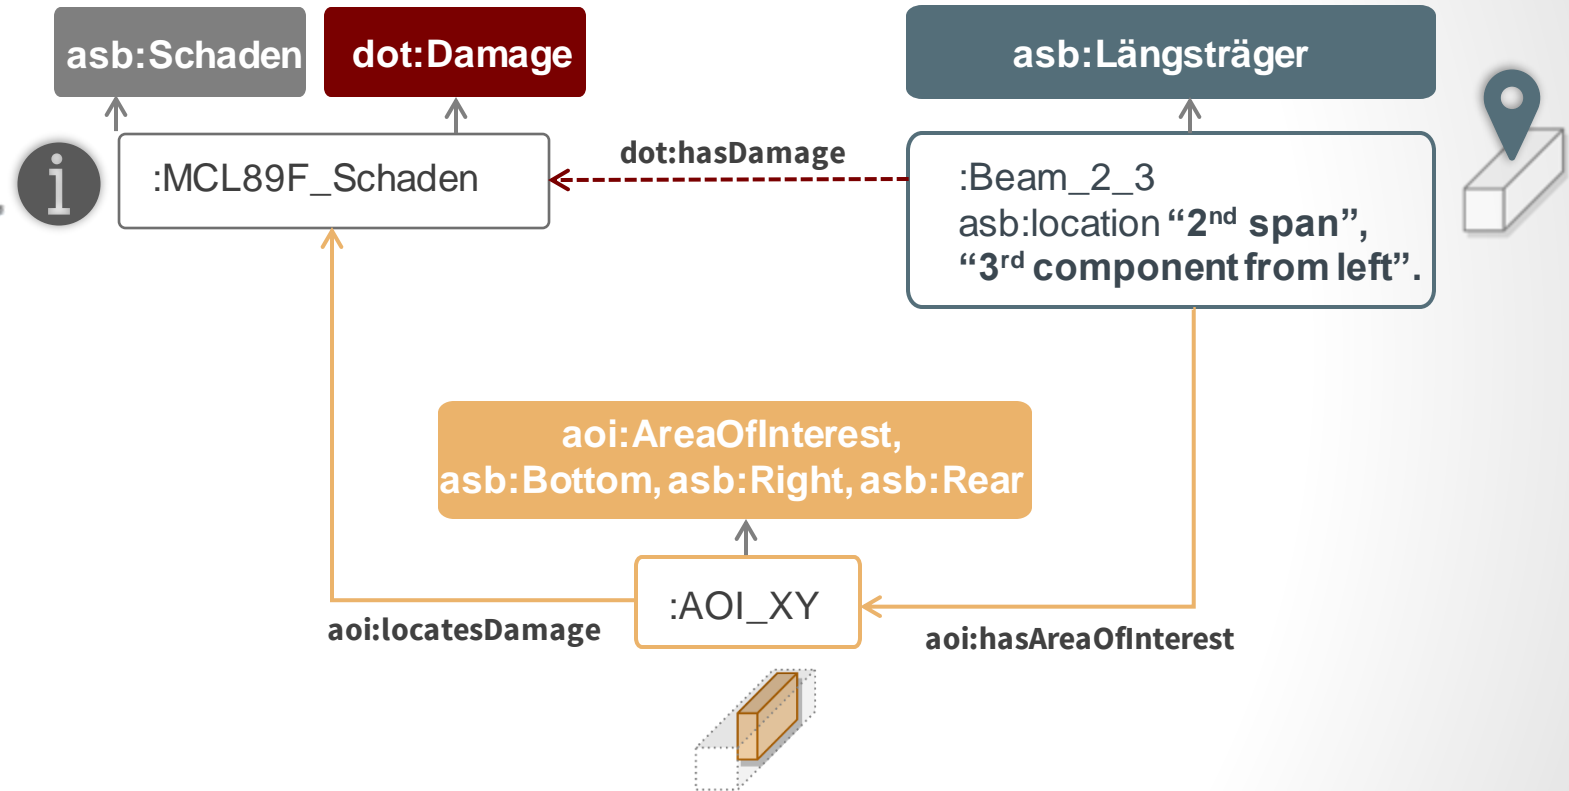 asb:Schaden
dot:Damage
asb:Längsträger
i
:MCL89F_Schaden
dot:hasDamage
:Beam_2_3
asb:location “2nd span”,
“3rd component from left”.
aoi:AreaOfInterest,
asb:Bottom, asb:Right, asb:Rear
:AOI_XY
aoi:locatesDamage
aoi:hasAreaOfInterest